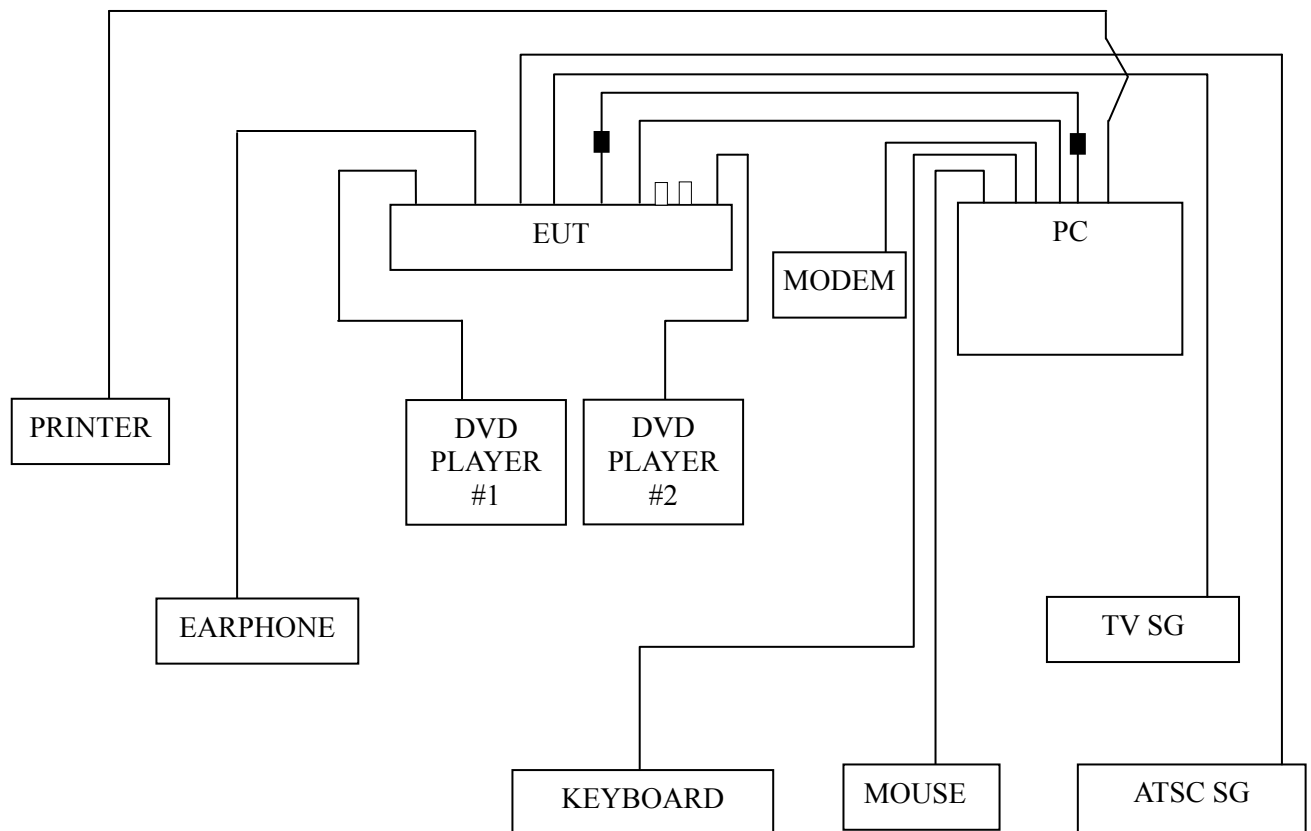 EUT
PC
MODEM
PRINTER
DVD
PLAYER
#1
DVD
PLAYER
#2
EARPHONE
TV SG
KEYBOARD
MOUSE
ATSC SG